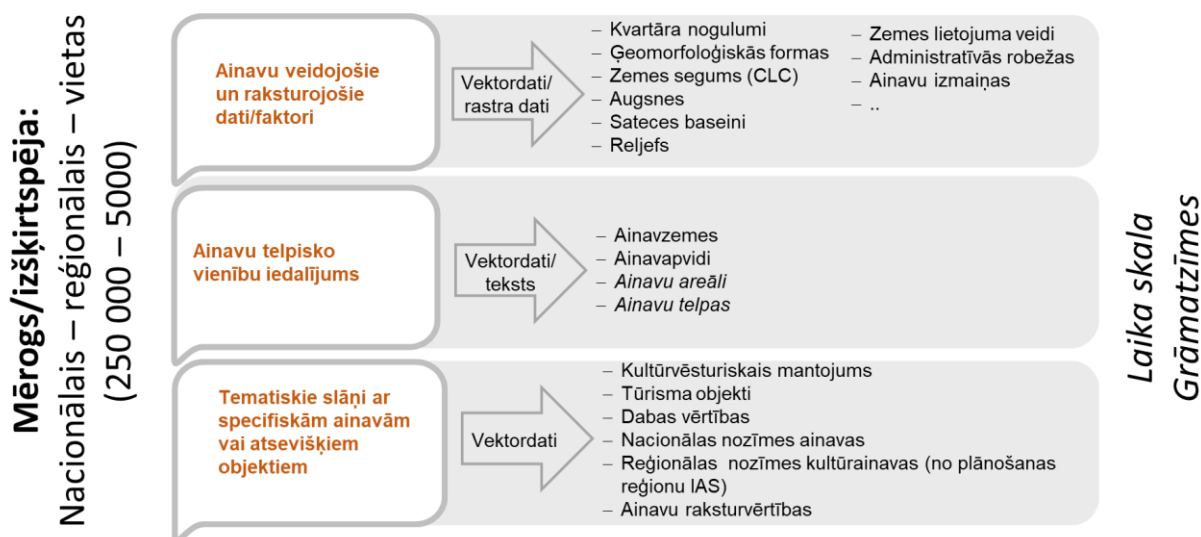 Mērogs/izšķirtspēja:
Nacionālais – reģionālais – vietas
(250 000 – 5000)
Ainavu veidojošie
un raksturojošie
dati/faktori
Vektordati/
rastra dati
– Kvartāra nogulumi
– Ģeomorfoloģiskās formas
– Zemes segums (CLC)
– Augsnes
– Sateces baseini
– Reljefs
– Zemes lietojuma veidi
– Administratīvās robežas
– Ainavu izmaiņas
– ..
Ainavu telpisko
vienību iedalījums
Vektordati/
teksts
– Ainavzemes
– Ainavapvidi
– Ainavu areāli
– Ainavu telpas
Tematiskie slāņi ar
specifiskām ainavām
vai atsevišķiem
objektiem
Vektordati
– Kultūrvēsturiskais mantojums
– Tūrisma objekti
– Dabas vērtības
– Nacionālas nozīmes ainavas
– Reģionālas nozīmes kultūrainavas (no plānošanas
reģionu IAS)
– Ainavu raksturvērtības
Laika skala
Grāmatzīmes